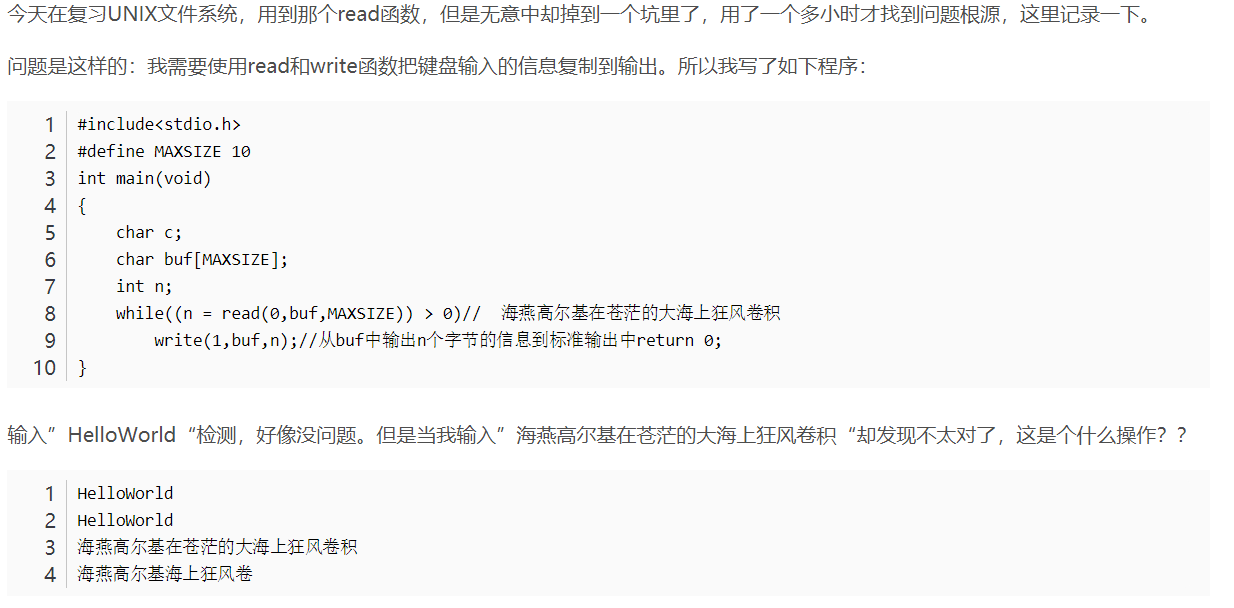 今天在复习UNIX文件系统，用到那个read函数，但是无意中却掉到一个坑里了，用了一个多小时才找到问题根源，这里记录一下。
问题是这样的：我需要使用read和write函数把键盘输入的信息复制到输出。所以我写了如下程序：
1 #include<stdio.h>
2 #define MAXSIZE 10
3 int main(void)
4 {
5     char c;
6     char buf[MAXSIZE];
7     int n;
8     while((n = read(0,buf,MAXSIZE)) > 0)//  海燕高尔基在苍茫的大海上狂风卷积
9         write(1,buf,n);//从buf中输出n个字节的信息到标准输出中return 0;
10 }
输入”HelloWorld“检测，好像没问题。但是当我输入”海燕高尔基在苍茫的大海上狂风卷积“却发现不太对了，这是个什么操作？？
1 HelloWorld
2 HelloWorld
3 海燕高尔基在苍茫的大海上狂风卷积
4 海燕高尔基海上狂风卷